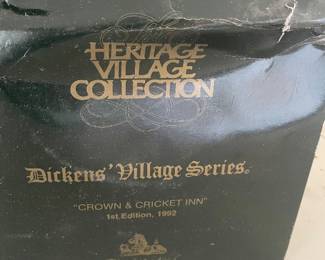 HERITAGE
VILLAGE
COLLECTION
Dickens' Village Series®
"CROWN & CRICKET INN"
1st Edition, 1992